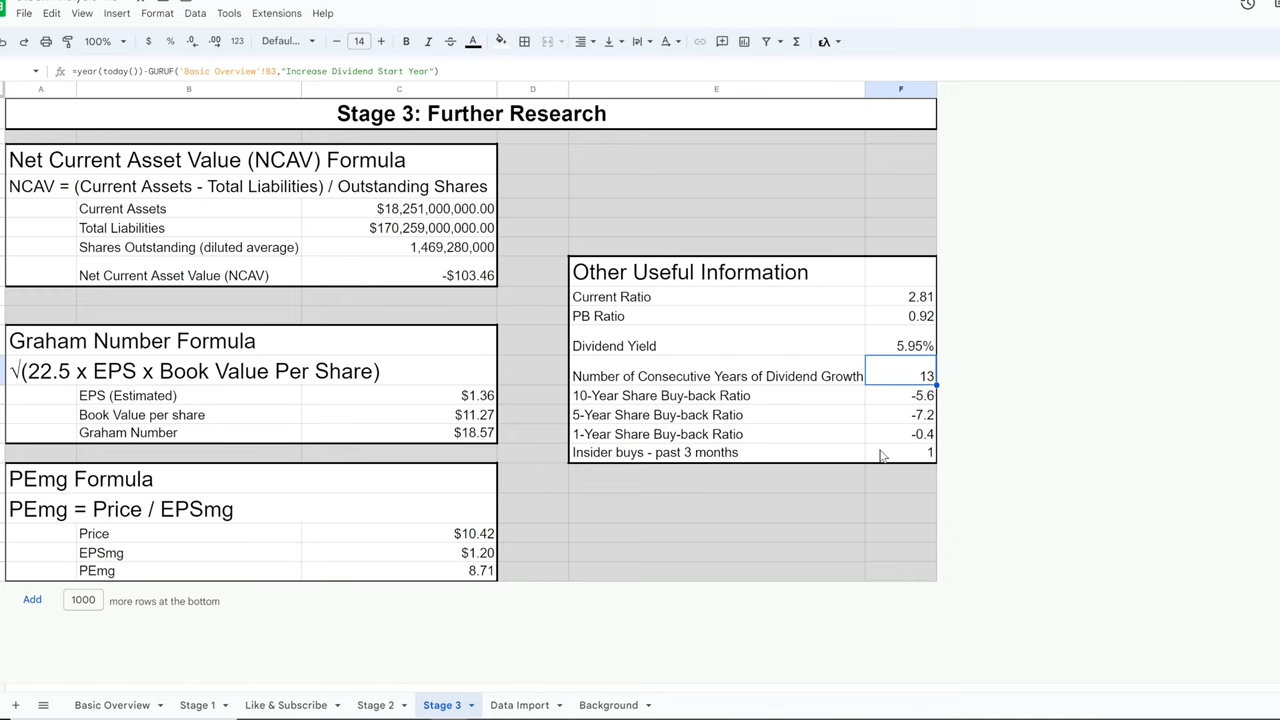 File Edit View Insert Format Data Tools Extensions Help
100% $ % .0 .00 123 Defaul... − 14 + B I A Σ ελ
fx =year(today())-GURUF('Basic Overview'!B3,"Increase Dividend Start Year")
A B C D E F
Stage 3: Further Research
Net Current Asset Value (NCAV) Formula
NCAV = (Current Assets - Total Liabilities) / Outstanding Shares
Current Assets $18,251,000,000.00
Total Liabilities $170,259,000,000.00
Shares Outstanding (diluted average) 1,469,280,000
Net Current Asset Value (NCAV) -$103.46
Graham Number Formula
√(22.5 x EPS x Book Value Per Share)
EPS (Estimated) $1.36
Book Value per share $11.27
Graham Number $18.57
PEmg Formula
PEmg = Price / EPSmg
Price $10.42
EPSmg $1.20
PEmg 8.71
Other Useful Information
Current Ratio 2.81
PB Ratio 0.92
Dividend Yield 5.95%
Number of Consecutive Years of Dividend Growth 13
10-Year Share Buy-back Ratio -5.6
5-Year Share Buy-back Ratio -7.2
1-Year Share Buy-back Ratio -0.4
Insider buys - past 3 months 1
Add 1000 more rows at the bottom
+ Basic Overview Stage 1 Like & Subscribe Stage 2 Stage 3 Data Import Background